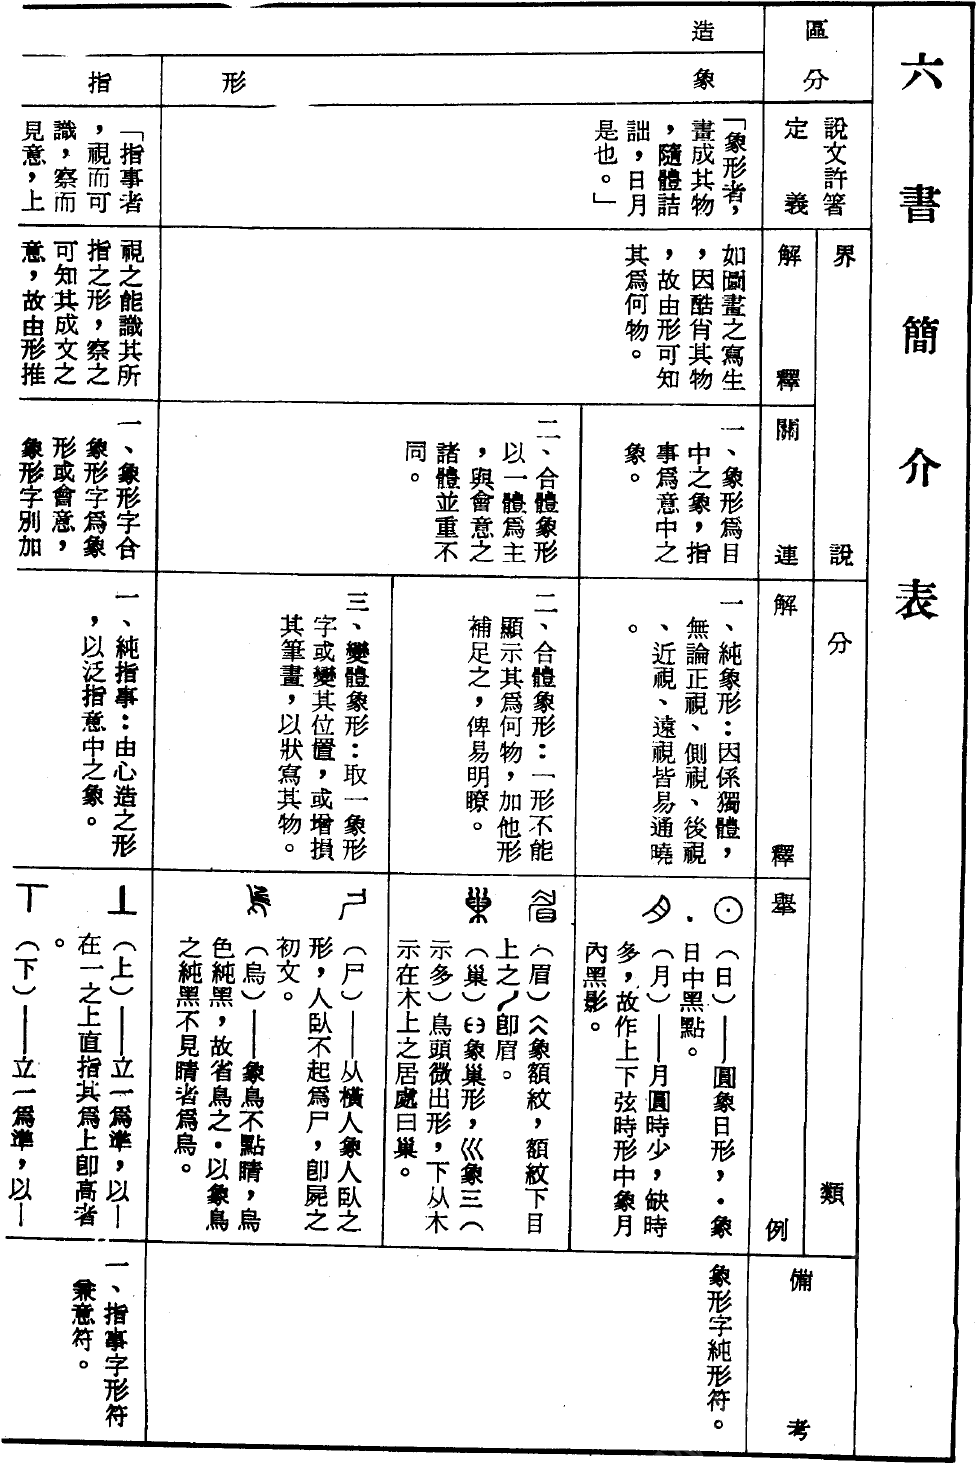 六書簡介表
區分
說文許箸
定義
界說
解釋
關連
分類
解釋
舉例
備考
造
象形
「象形者，
畫成其物
，隨體詰
詘，日月
是也。」
如圖畫之寫生
，因酷肖其物
，故由形可知
其爲何物。
一、象形爲目
中之象，指
事爲意中之
象。
二、合體象形
以一體爲主
，與會意之
諸體並重不
同。
一、純象形：因係獨體，
無論正視、側視、後視
、近視、遠視皆易通曉
。
二、合體象形：一形不能
顯示其爲何物，加他形
補足之，俾易明瞭。
三、變體象形：取一象形
字或變其位置，或增損
其筆畫，以狀寫其物。
（日）——圓象日形，．象
日中黑點。
（月）——月圓時少，缺時
多，故作上下弦時形中象月
內黑影。
（眉）象額紋，額紋下目
上之卽眉。
（巢）象巢形，巛象三（
示多）鳥頭微出形，下从木
示在木上之居處曰巢。
（尸）——从橫人象人臥之
形，人臥不起爲尸，卽屍之
初文。
（烏）——象鳥不點睛，烏
色純黑，故省鳥之．以象烏
之純黑不見睛者爲烏。
象形字純形符。
指
「指事者
，視而可
識，察而
見意，上
視之能識其所
指之形，察之
可知其成文之
意，故由形推
一、象形字合
象形字爲象
形或會意，
象形字別加
一、純指事：由心造之形
，以泛指意中之象。
（上）——立一爲準，以｜
在一之上直指其爲上卽高者
。
（下）——立一爲準，以｜
一、指事字形符
兼意符。